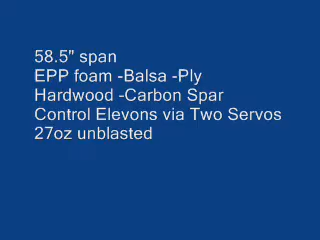 58.5" span
EPP foam -Balsa -Ply
Hardwood -Carbon Spar
Control Elevons via Two Servos
27oz unblasted